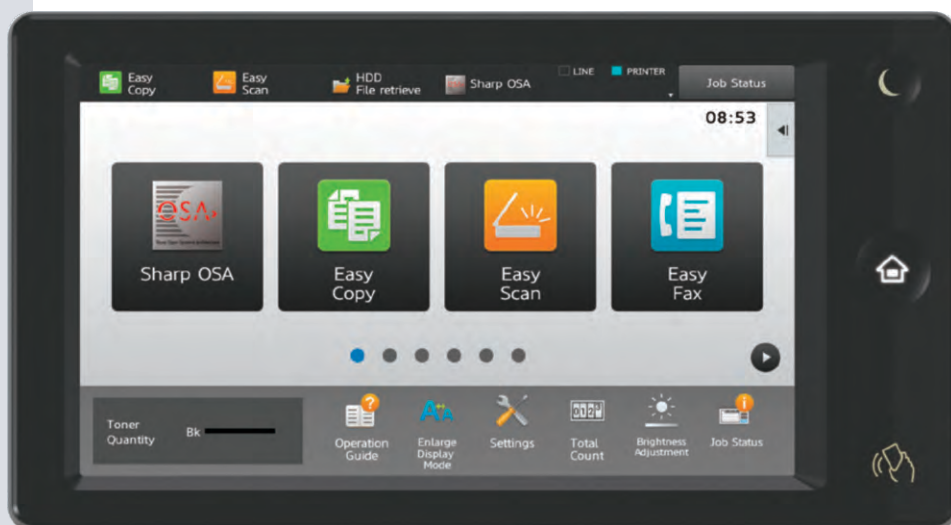 Easy
Copy
Easy
Scan
HDD
File retrieve
Sharp OSA
LINE
PRINTER
Job Status
08:53
OSA
Sharp OSA
Easy
Copy
Easy
Scan
Easy
Fax
Toner
Quantity
Bk
Operation
Guide
Enlarge
Display
Mode
Settings
Total
Count
Brightness
Adjustment
Job Status